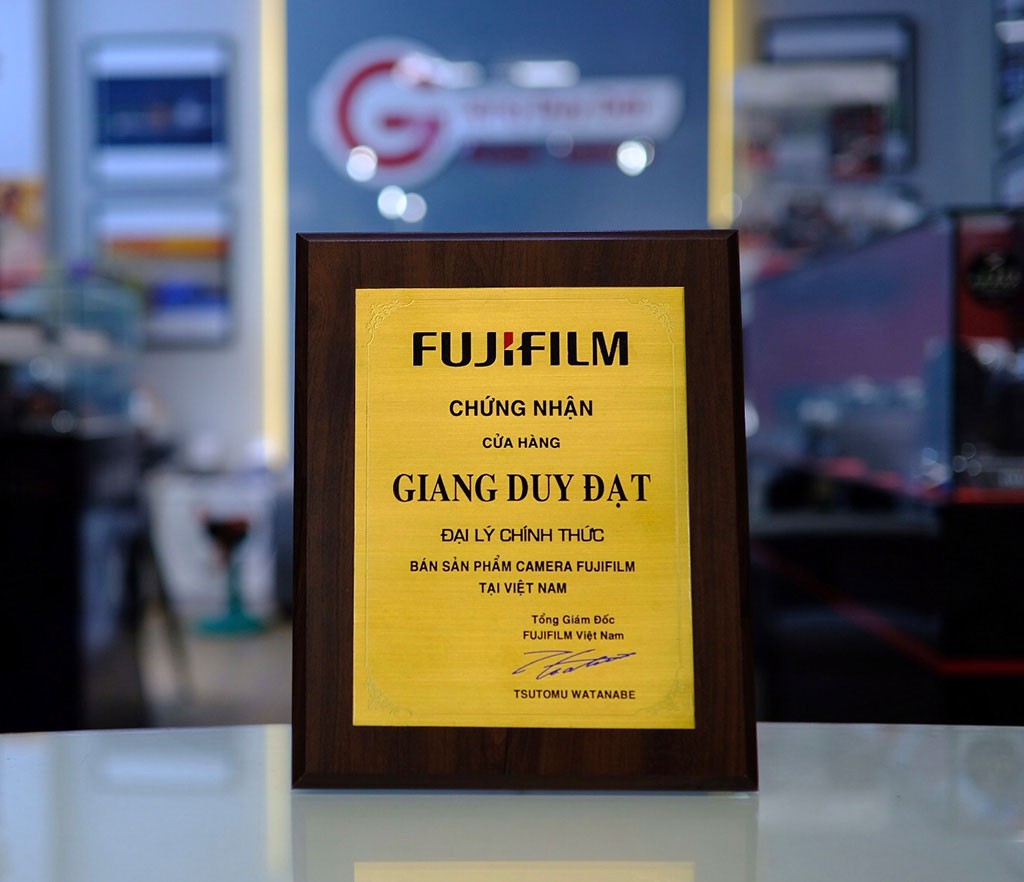 FUJIFILM
CHỨNG NHẬN
CỬA HÀNG
GIANG DUY ĐẠT
ĐẠI LÝ CHÍNH THỨC
BÁN SẢN PHẨM CAMERA FUJIFILM
TẠI VIỆT NAM
Tổng Giám Đốc
FUJIFILM Việt Nam
TSUTOMU WATANABE